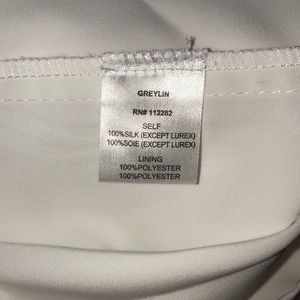 GREYLIN
RN# 112282
SELF
100%SILK (EXCEPT LUREX)
100%SOIE (EXCEPT LUREX)
LINING
100%POLYESTER
100%POLYESTER